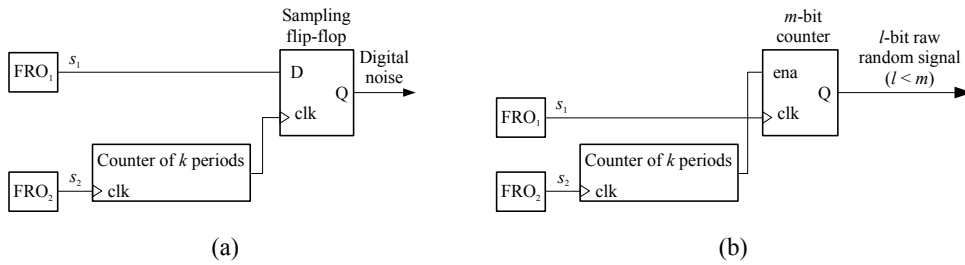 Sampling
flip-flop
FRO1
s1
D
Q
clk
Digital
noise
Counter of k periods
FRO2
s2
clk
(a)
m-bit
counter
l-bit raw
random signal
(l < m)
ena
Q
FRO1
s1
clk
Counter of k periods
FRO2
s2
clk
(b)